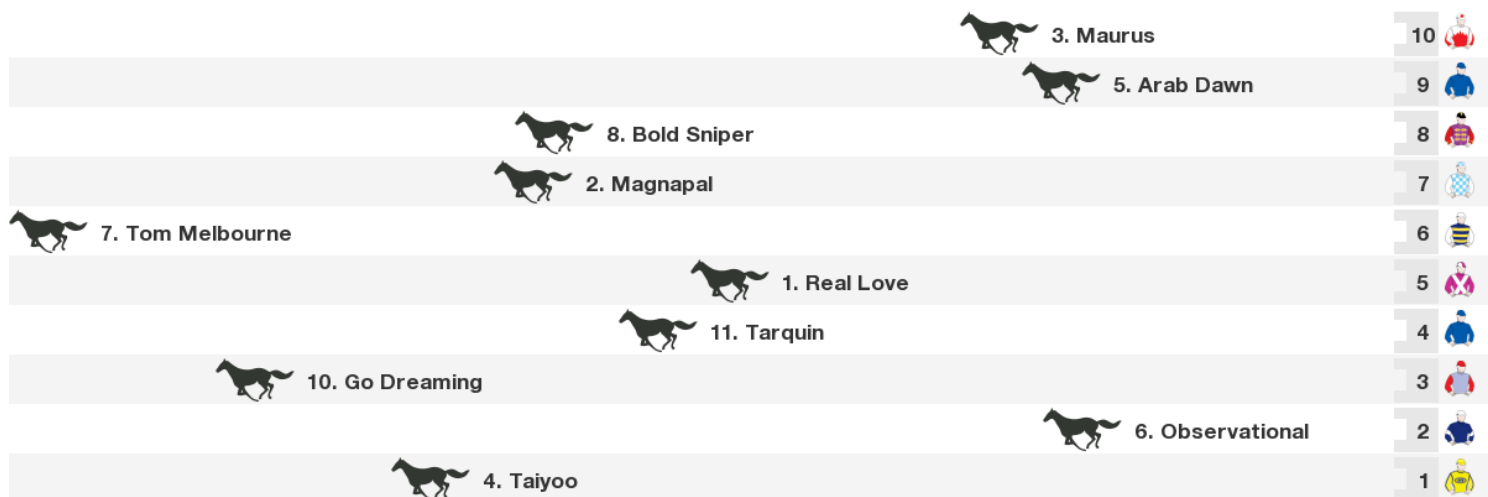 3. Maurus 10
5. Arab Dawn 9
8. Bold Sniper 8
2. Magnapal 7
7. Tom Melbourne 6
1. Real Love 5
11. Tarquin 4
10. Go Dreaming 3
6. Observational 2
4. Taiyoo 1